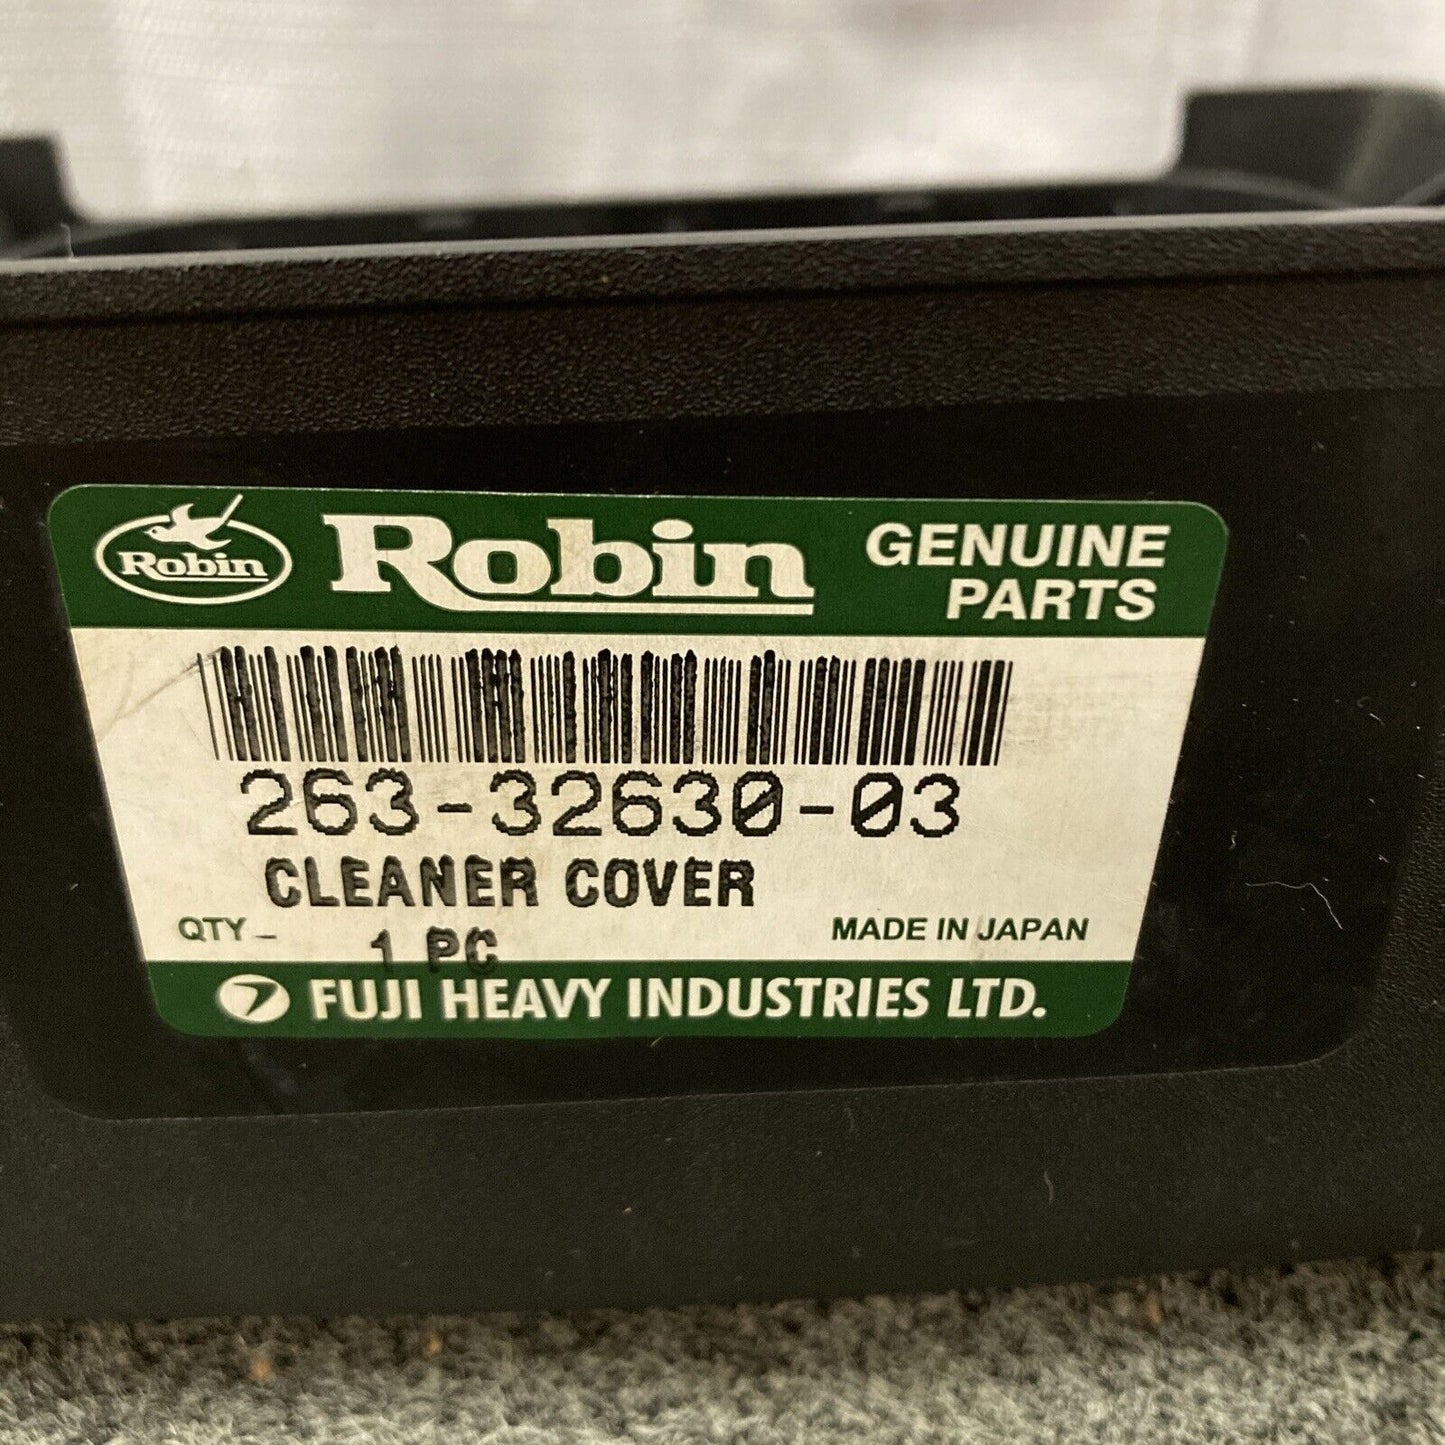 Robin
Robin
GENUINE
PARTS
263-32630-03
CLEANER COVER
QTY – 1 PC
MADE IN JAPAN
FUJI HEAVY INDUSTRIES LTD.